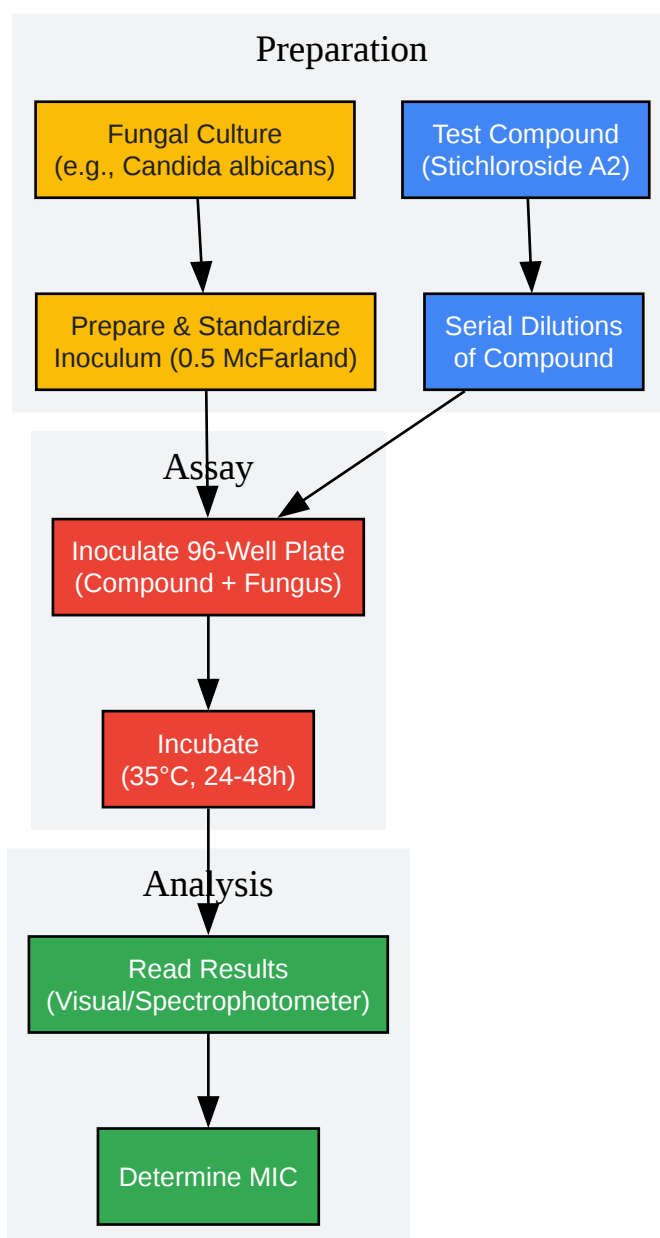 Preparation
Fungal Culture
(e.g., Candida albicans)
Test Compound
(Stichloroside A2)
Prepare & Standardize
Inoculum (0.5 McFarland)
Serial Dilutions
of Compound
Assay
Inoculate 96-Well Plate
(Compound + Fungus)
Incubate
(35°C, 24-48h)
Analysis
Read Results
(Visual/Spectrophotometer)
Determine MIC